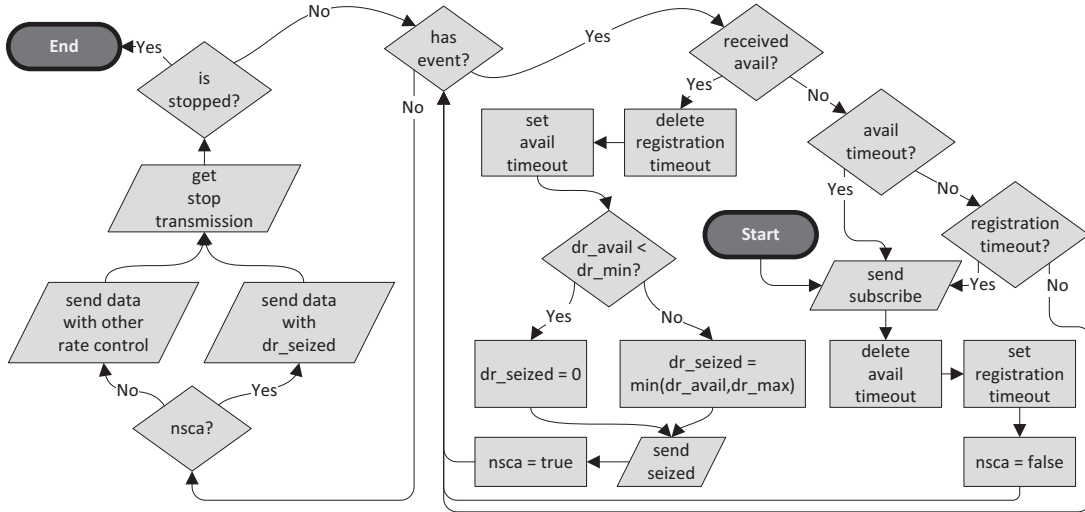 No
has
event?
Yes
received
avail?
End
Yes
is
stopped?
No
Yes
No
set
avail
timeout
delete
registration
timeout
avail
timeout?
get
stop
transmission
Yes
No
registration
timeout?
Start
dr_avail <
dr_min?
send
subscribe
Yes
No
send data
with other
rate control
send data
with
dr_seized
Yes
No
dr_seized = 0
dr_seized =
min(dr_avail,dr_max)
delete
avail
timeout
set
registration
timeout
No
Yes
nsca?
nsca = true
send
seized
nsca = false